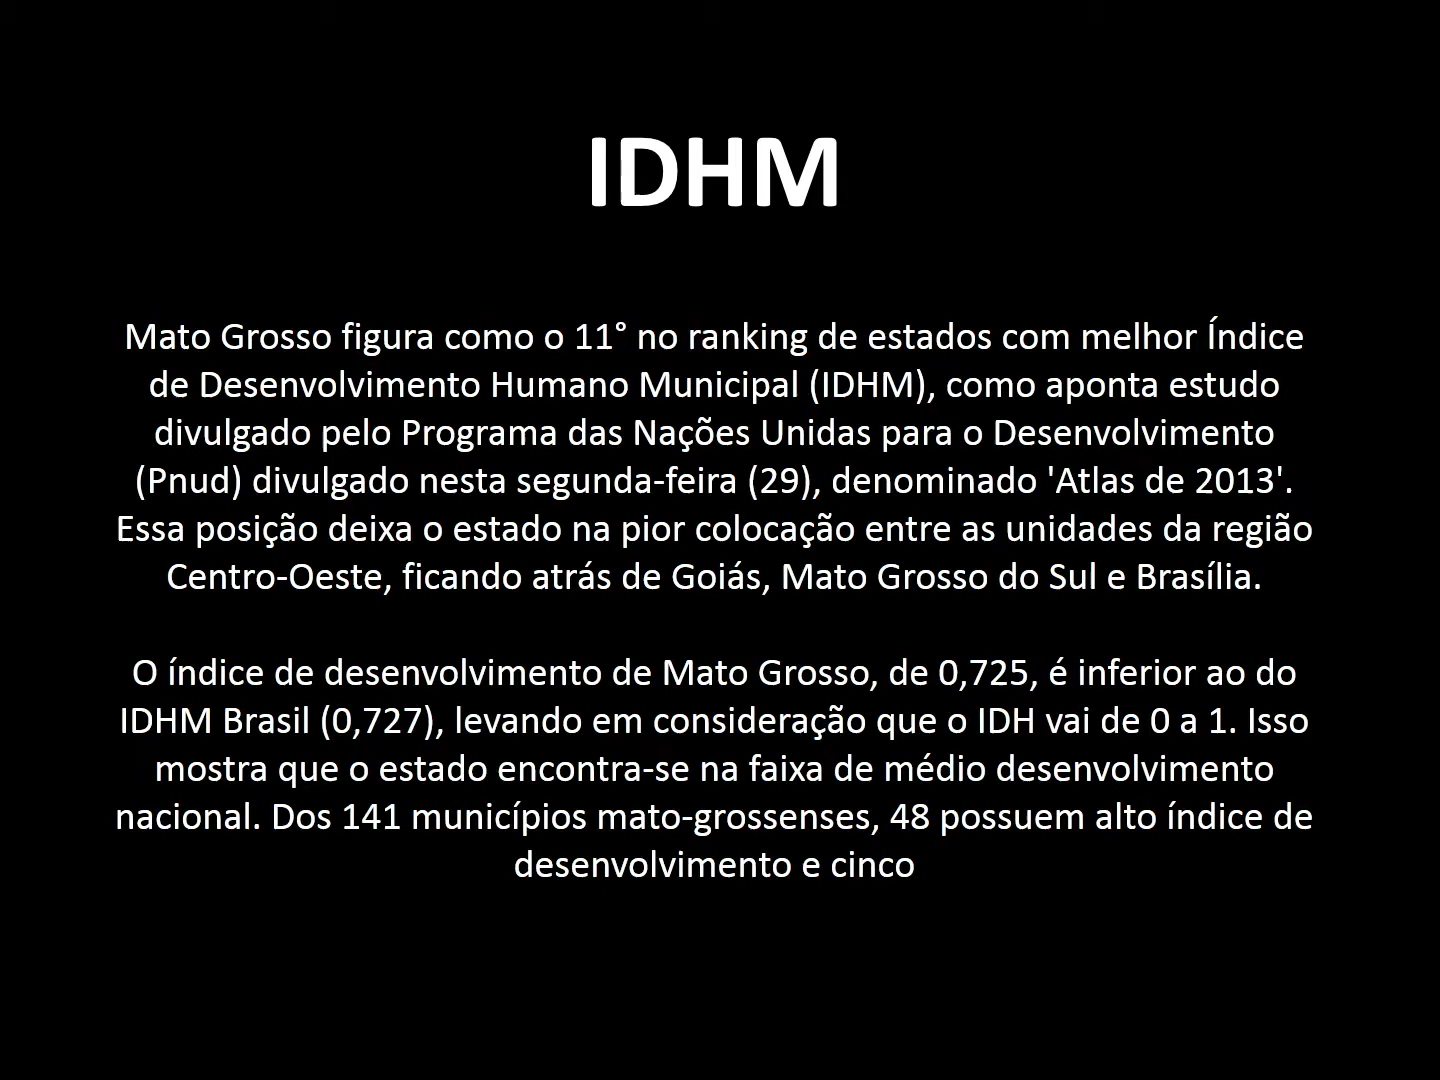 IDHM
Mato Grosso figura como o 11° no ranking de estados com melhor Índice
de Desenvolvimento Humano Municipal (IDHM), como aponta estudo
divulgado pelo Programa das Nações Unidas para o Desenvolvimento
(Pnud) divulgado nesta segunda-feira (29), denominado 'Atlas de 2013'.
Essa posição deixa o estado na pior colocação entre as unidades da região
Centro-Oeste, ficando atrás de Goiás, Mato Grosso do Sul e Brasília.
O índice de desenvolvimento de Mato Grosso, de 0,725, é inferior ao do
IDHM Brasil (0,727), levando em consideração que o IDH vai de 0 a 1. Isso
mostra que o estado encontra-se na faixa de médio desenvolvimento
nacional. Dos 141 municípios mato-grossenses, 48 possuem alto índice de
desenvolvimento e cinco